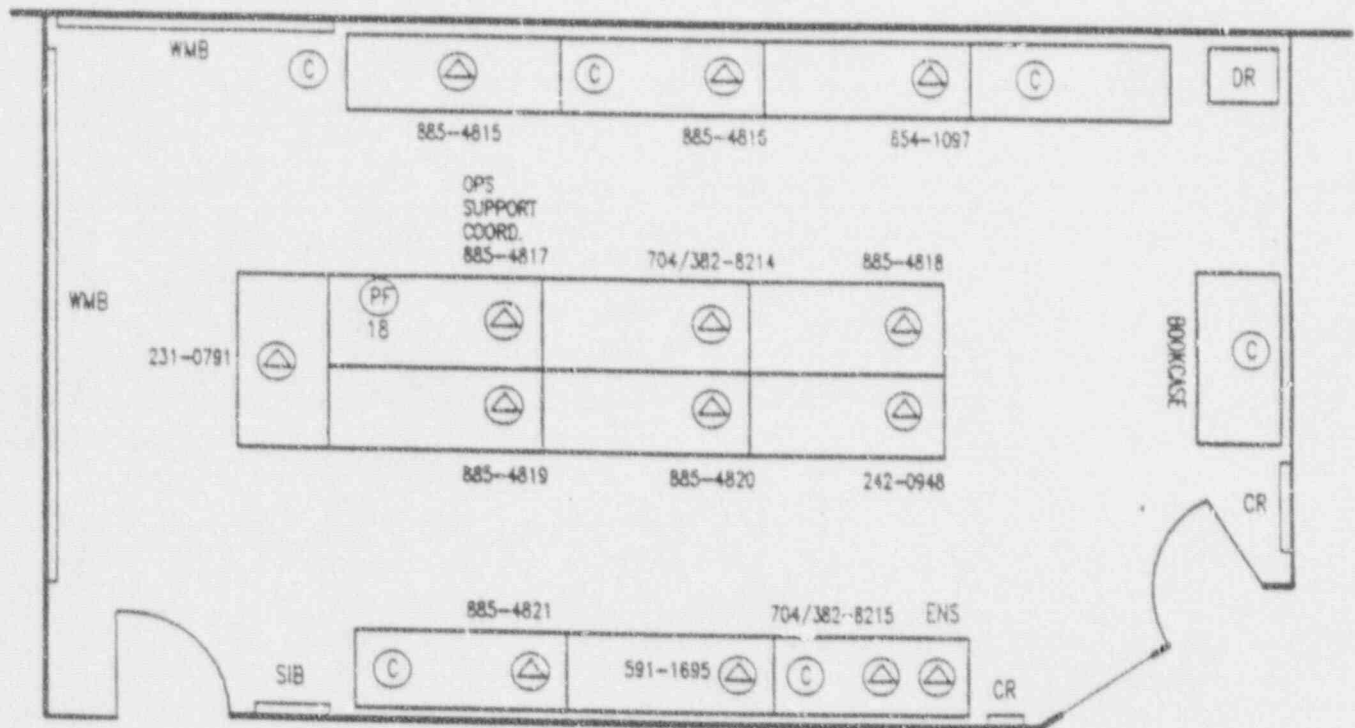 WMB
C
C
C
DR
885-4815
885-4815
654-1097
OPS
SUPPORT
COORD.
885-4817
704/382-8214
885-4818
WMB
PF
18
231-0791
BOOKCASE
C
885-4819
885-4820
242-0948
CR
885-4821
704/382-8215
ENS
SIB
C
591-1695
C
CR